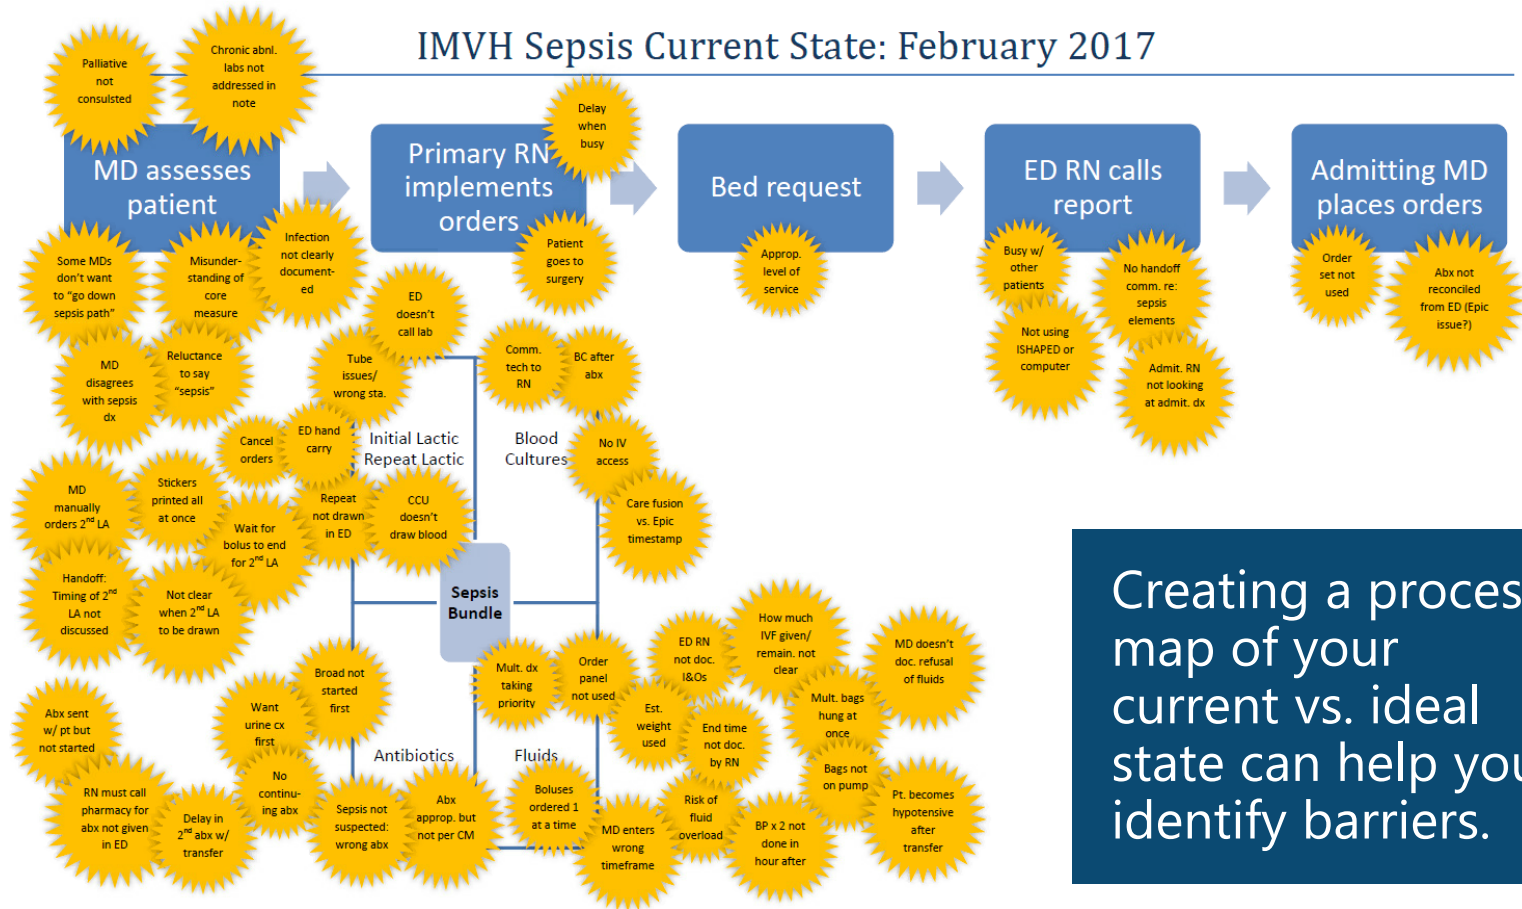 IMVH Sepsis Current State: February 2017
Palliative
not
consulsted
Chronic abnl.
labs not
addressed in
note
Delay
when
busy
MD assesses
patient
Primary RN
implements
orders
Bed request
ED RN calls
report
Admitting MD
places orders
Some MDs
don't want
to "go down
sepsis path"
Misunder-
standing of
core
measure
Infection
not clearly
document-
ed
Patient
goes to
surgery
Approp.
level of
service
Busy w/
other
patients
No handoff
comm. re:
sepsis
elements
Order
set not
used
Abx not
reconciled
from ED (Epic
issue?)
MD
disagrees
with sepsis
dx
Reluctance
to say
"sepsis"
ED
doesn't
call lab
Tube
issues/
wrong sta.
Comm.
tech to
RN
BC after
abx
Not using
ISHAPED or
computer
Admit. RN
not looking
at admit. dx
Cancel
orders
ED hand
carry
Initial Lactic
Repeat Lactic
Blood
Cultures
No IV
access
MD
manually
orders 2nd LA
Stickers
printed all
at once
Wait for
bolus to end
for 2nd LA
Repeat
not drawn
in ED
CCU
doesn't
draw blood
Care fusion
vs. Epic
timestamp
Handoff:
Timing of 2nd
LA not
discussed
Not clear
when 2nd LA
to be drawn
Sepsis
Bundle
Creating a proces
map of your
current vs. ideal
state can help you
identify barriers.
Broad not
started
first
Mult. dx
taking
priority
Order
panel
not used
ED RN
not doc.
I&Os
How much
IVF given/
remain. not
clear
MD doesn't
doc. refusal
of fluids
Abx sent
w/ pt but
not started
Want
urine cx
first
Est.
weight
used
End time
not doc.
by RN
Mult. bags
hung at
once
Antibiotics
Fluids
RN must call
pharmacy for
abx not given
in ED
Delay in
2nd abx w/
transfer
No
continu-
ing abx
Sepsis not
suspected:
wrong abx
Abx
approp. but
not per CM
Boluses
ordered 1
at a time
MD enters
wrong
timeframe
Risk of
fluid
overload
BP x 2 not
done in
hour after
Bags not
on pump
Pt. becomes
hypotensive
after
transfer